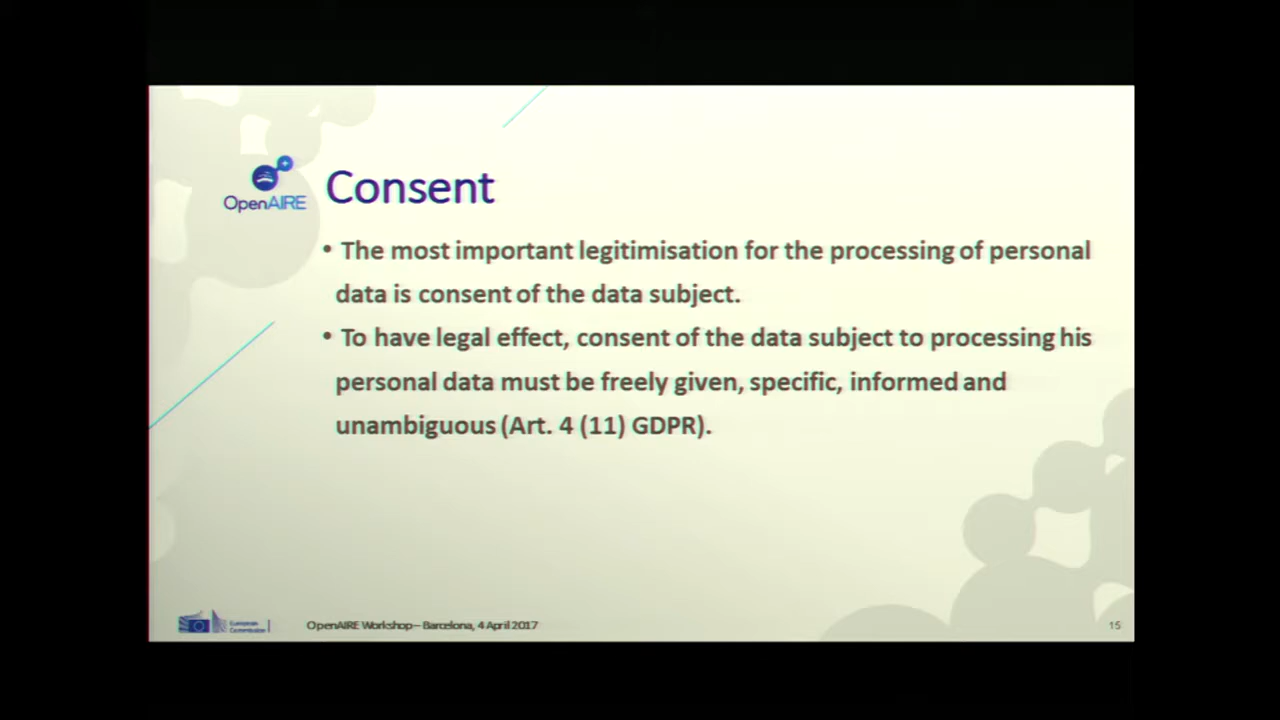 OpenAIRE
Consent
• The most important legitimisation for the processing of personal
data is consent of the data subject.
• To have legal effect, consent of the data subject to processing his
personal data must be freely given, specific, informed and
unambiguous (Art. 4 (11) GDPR).
European
Commission
OpenAIRE Workshop – Barcelona, 4 April 2017
15